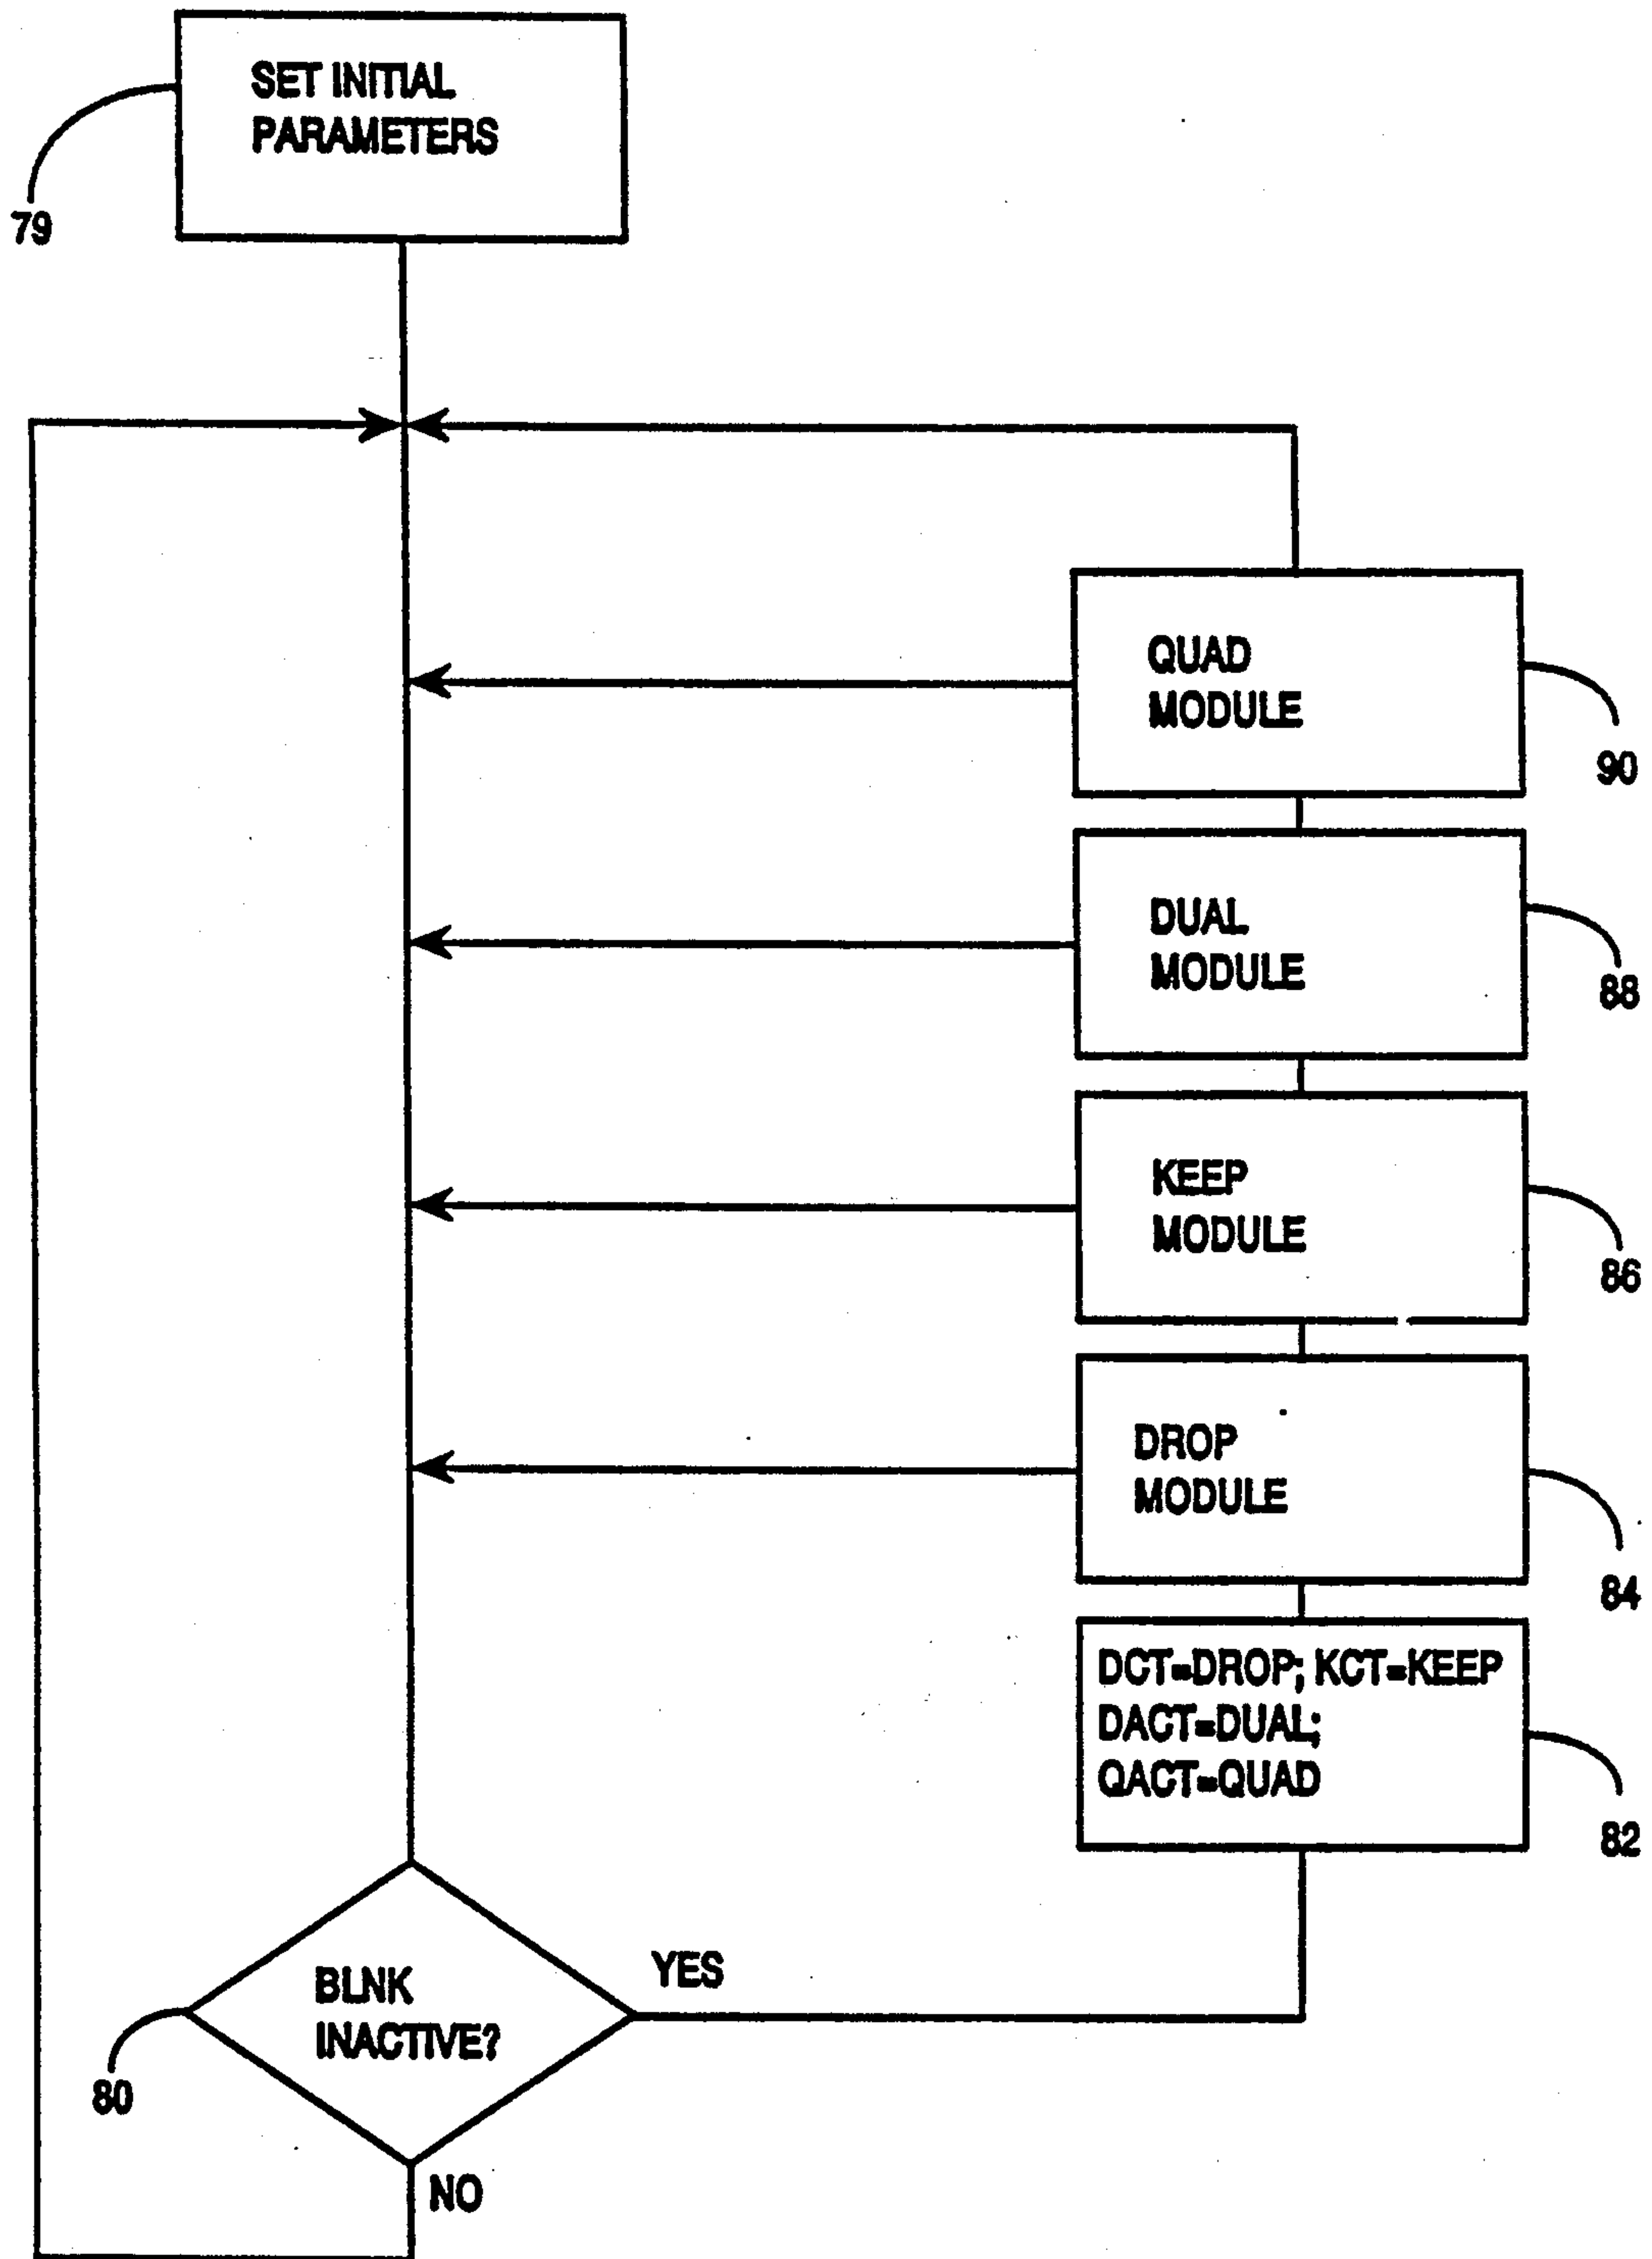 SET INITIAL
PARAMETERS
79
QUAD
MODULE
90
DUAL
MODULE
88
KEEP
MODULE
86
DROP
MODULE
84
DCT=DROP; KCT=KEEP
DACT=DUAL;
QACT=QUAD
82
BLNK
INACTIVE?
YES
80
NO